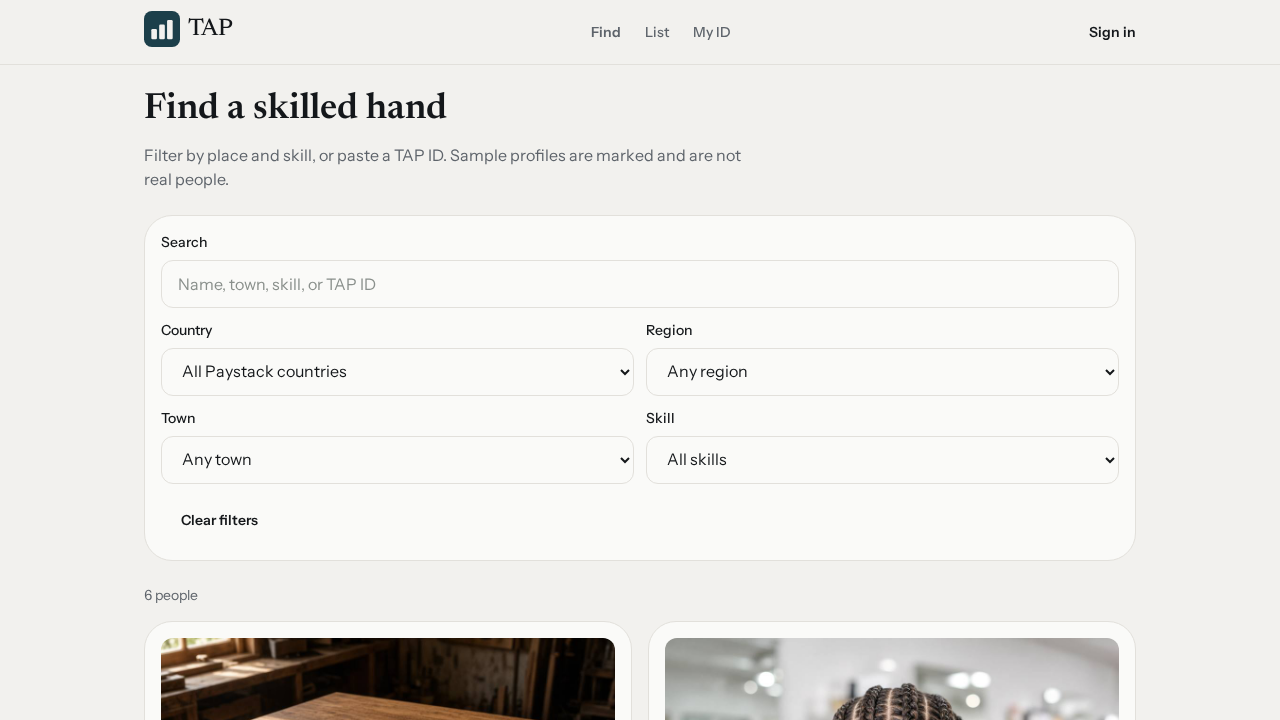 TAP
Find
List
My ID
Sign in
Find a skilled hand
Filter by place and skill, or paste a TAP ID. Sample profiles are marked and are not
real people.
Search
Name, town, skill, or TAP ID
Country
Region
All Paystack countries
Any region
Town
Skill
Any town
All skills
Clear filters
6 people